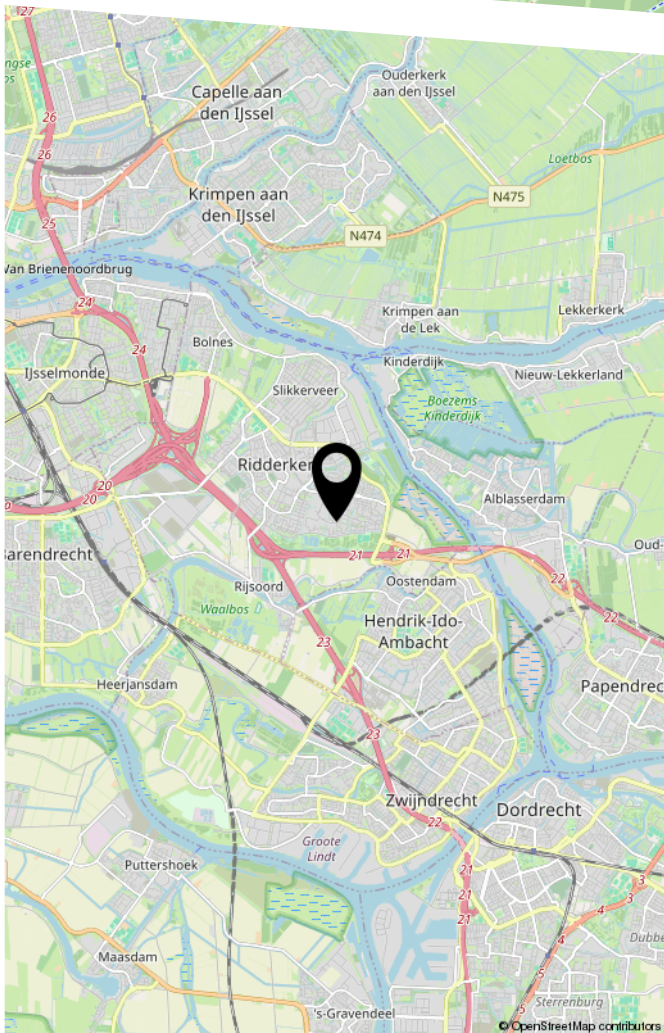 27
Capelle aan
den IJssel
Ouderkerk
aan den IJssel
26
26
Loetbos
Krimpen aan
den IJssel
N475
25
N474
Van Brienenoordbrug
24
Krimpen aan
de Lek
Lekkerkerk
24
Bolnes
Kinderdijk
IJsselmonde
Nieuw-Lekkerland
Slikkerveer
Boezems
Kinderdijk
Ridderker
20
20
Alblasserdam
Barendrecht
21
21
Oud-
22
Rijsoord
Oostendam
Waalbos
22
Hendrik-Ido-
Ambacht
23
Heerjansdam
Papendrec
23
Zwijndrecht
Dordrecht
22
Groote
Lindt
Puttershoek
21
21
21
3
3
4
4
Dubbe
Maasdam
5
Sterrenburg
5
's-Gravendeel
© OpenStreetMap contributors